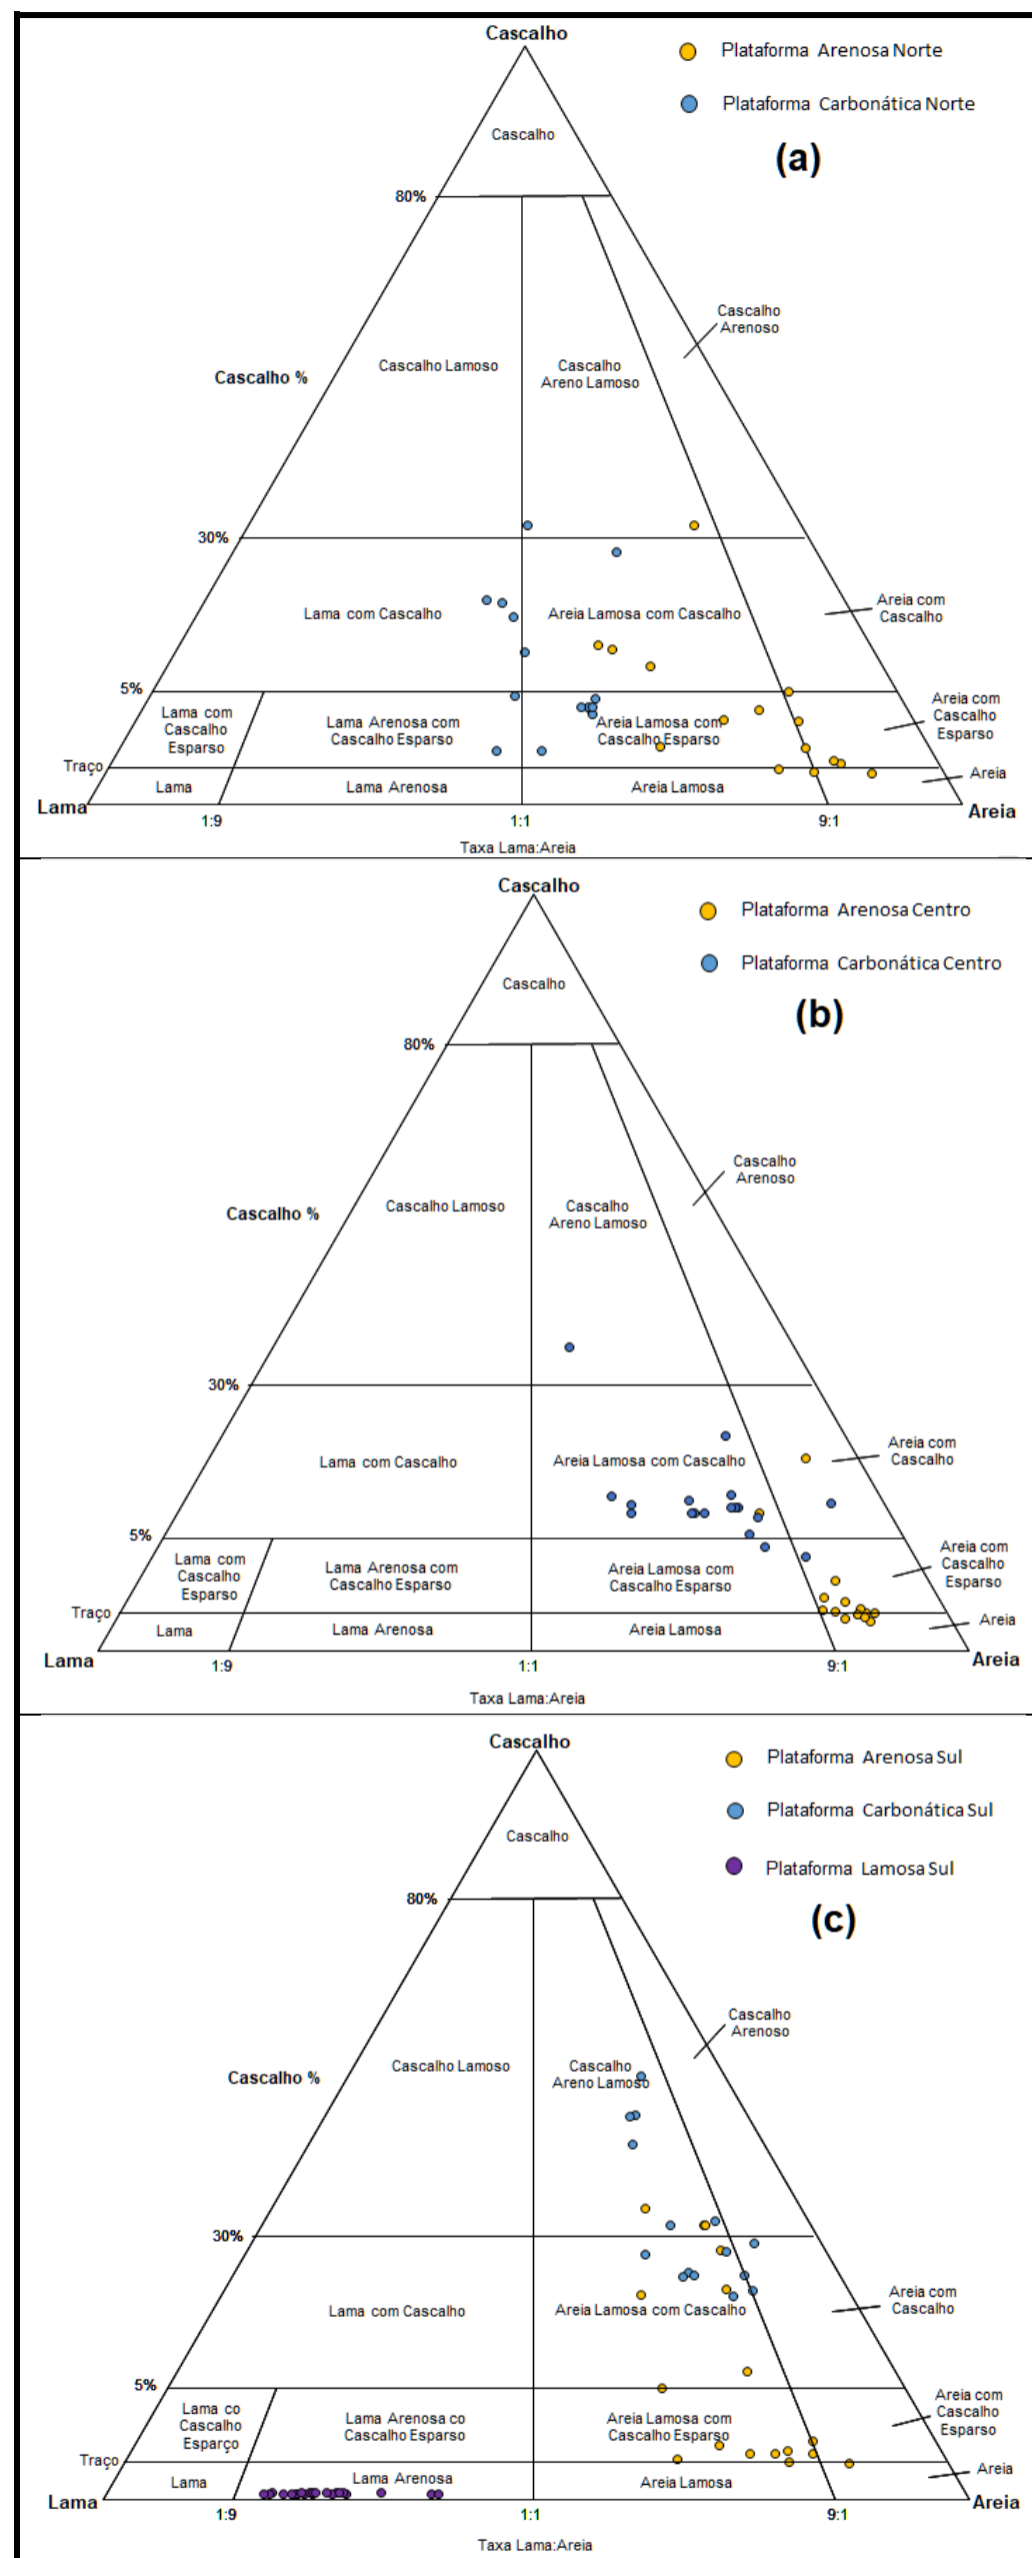 Cascalho
Plataforma Arenosa Norte
Plataforma Carbonática Norte
(a)
Cascalho
80%
Cascalho
Arenoso
Cascalho %
Cascalho Lamoso
Cascalho
Areno Lamoso
30%
Lama com Cascalho
Areia Lamosa com Cascalho
Areia com
Cascalho
5%
Lama com
Cascalho
Esparso
Lama Arenosa com
Cascalho Esparso
Areia Lamosa com
Cascalho Esparso
Areia com
Cascalho
Esparso
Traço
Lama
Lama Arenosa
Areia Lamosa
Areia
Lama
Areia
1:9
1:1
9:1
Taxa Lama:Areia
Cascalho
Plataforma Arenosa Centro
Plataforma Carbonática Centro
(b)
Cascalho
80%
Cascalho
Arenoso
Cascalho %
Cascalho Lamoso
Cascalho
Areno Lamoso
30%
Lama com Cascalho
Areia Lamosa com Cascalho
Areia com
Cascalho
5%
Lama com
Cascalho
Esparso
Lama Arenosa com
Cascalho Esparso
Areia Lamosa com
Cascalho Esparso
Areia com
Cascalho
Esparso
Traço
Lama
Lama Arenosa
Areia Lamosa
Areia
Lama
Areia
1:9
1:1
9:1
Taxa Lama:Areia
Cascalho
Plataforma Arenosa Sul
Plataforma Carbonática Sul
Plataforma Lamosa Sul
(c)
Cascalho
80%
Cascalho
Arenoso
Cascalho %
Cascalho Lamoso
Cascalho
Areno Lamoso
30%
Lama com Cascalho
Areia Lamosa com Cascalho
Areia com
Cascalho
5%
Lama co
Cascalho
Esparço
Lama Arenosa co
Cascalho Esparso
Areia Lamosa com
Cascalho Esparso
Areia com
Cascalho
Esparso
Traço
Lama
Lama Arenosa
Areia Lamosa
Areia
Lama
Areia
1:9
1:1
9:1
Taxa Lama:Areia